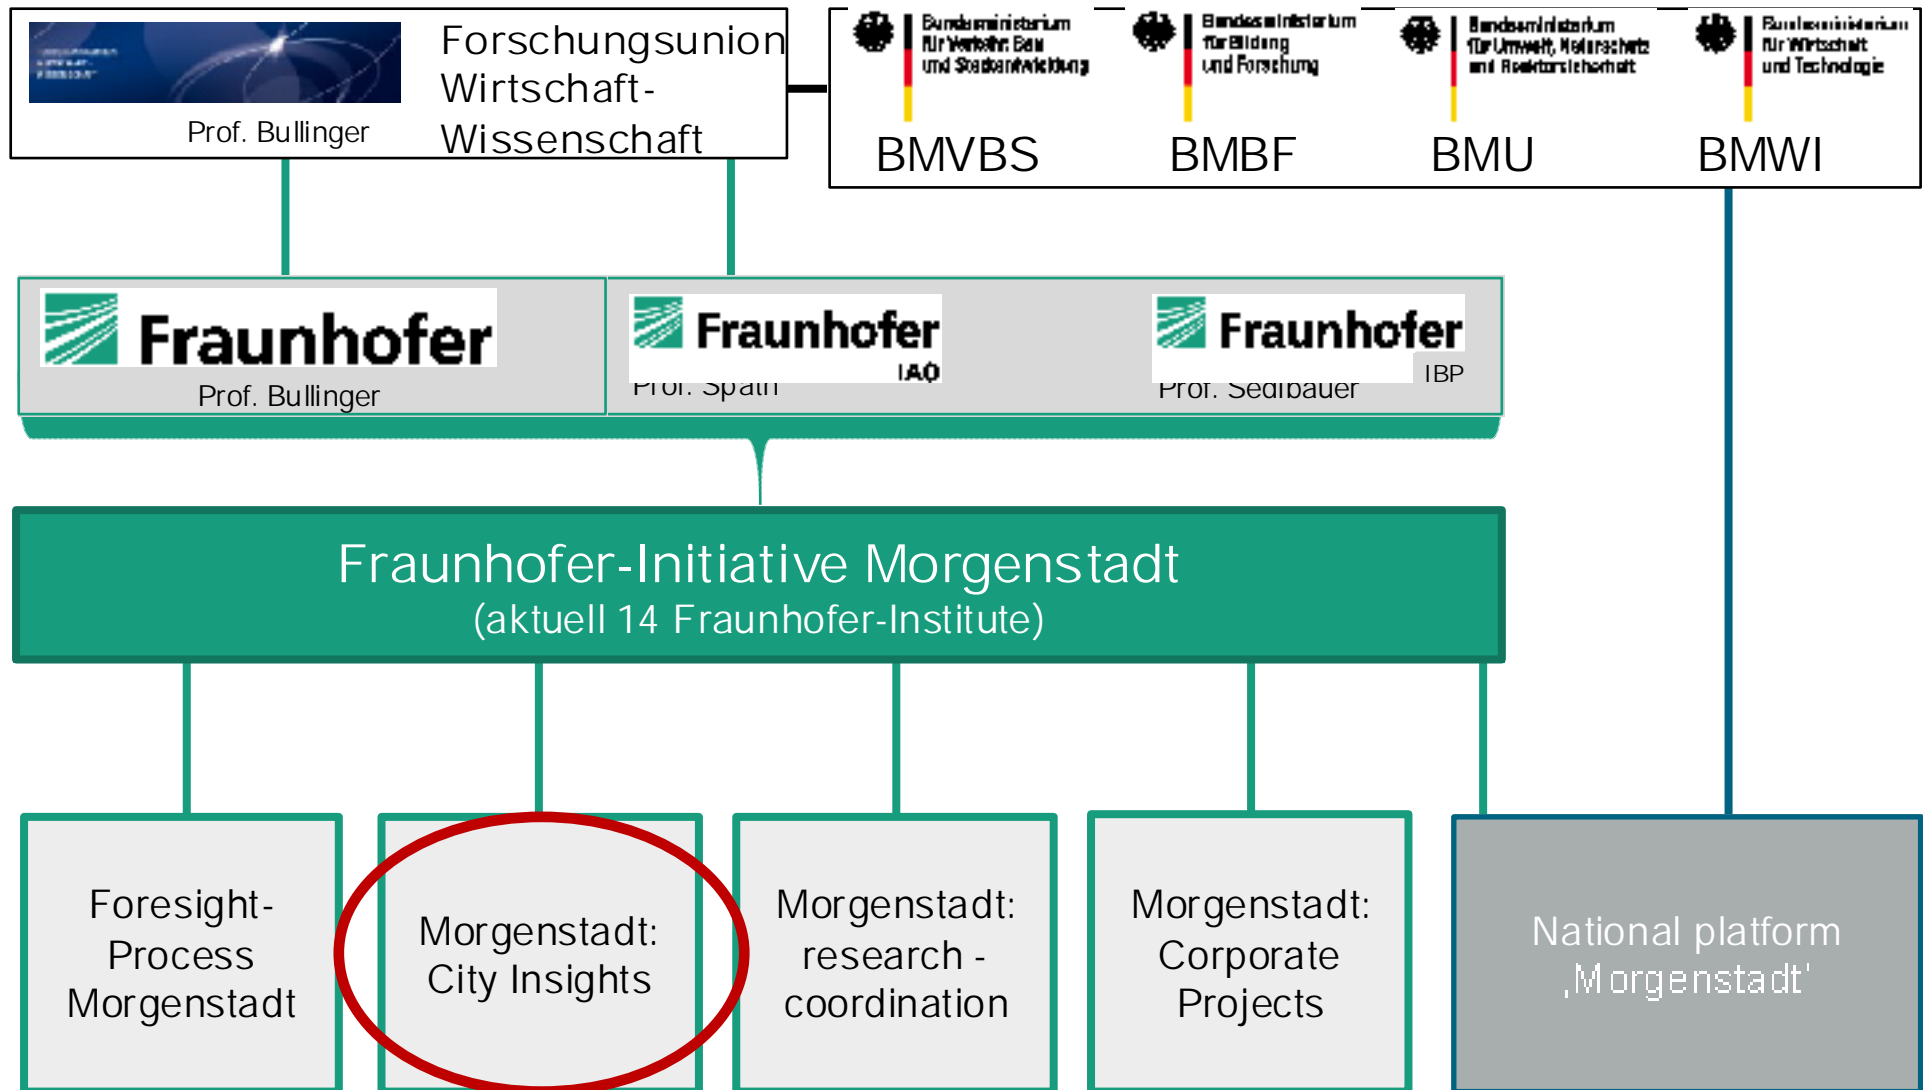 Forschungsunion
Wirtschaft-
Wissenschaft
Prof. Bullinger
Bundesministerium
für Verkehr, Bau
und Stadtentwicklung
BMVBS
Bundesministerium
für Bildung
und Forschung
BMBF
Bundesministerium
für Umwelt, Naturschutz
und Reaktorsicherheit
BMU
Bundesministerium
für Wirtschaft
und Technologie
BMWI
Fraunhofer
Prof. Bullinger
Fraunhofer
IAO
Prof. Spath
Fraunhofer
IBP
Prof. Sedlbauer
Fraunhofer-Initiative Morgenstadt
(aktuell 14 Fraunhofer-Institute)
Foresight-
Process
Morgenstadt
Morgenstadt:
City Insights
Morgenstadt:
research -
coordination
Morgenstadt:
Corporate
Projects
National platform
‚Morgenstadt'